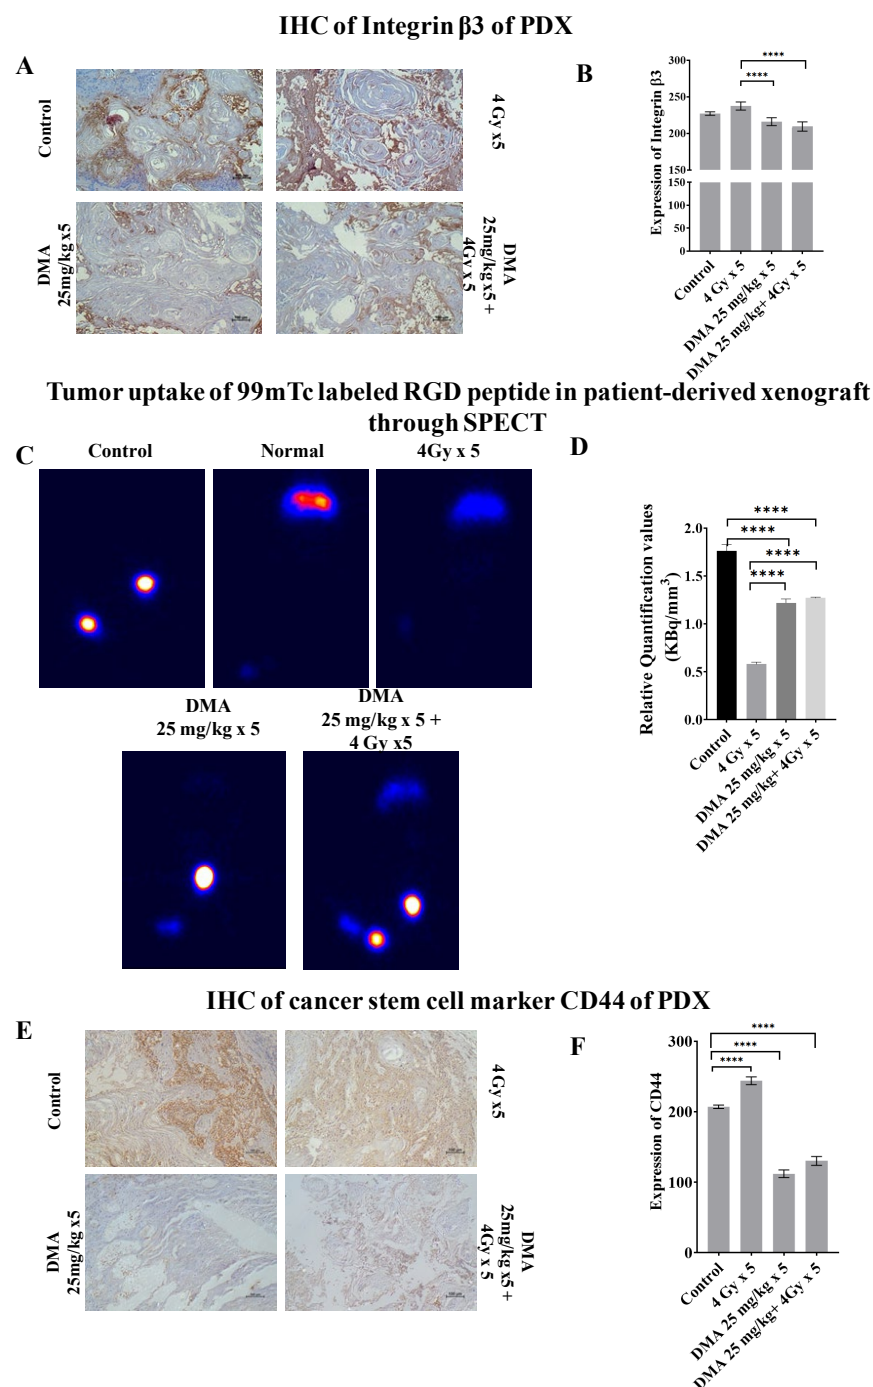 IHC of Integrin β3 of PDX
A
Control
4 Gy x5
DMA
25mg/kg x5
DMA
25mg/kg x5 +
4Gy x 5
B
Expression of Integrin β3
300
250
200
150
150
100
50
0
****
****
Control
4 Gy x 5
DMA 25 mg/kg x 5
DMA 25 mg/kg+ 4Gy x 5
Tumor uptake of 99mTc labeled RGD peptide in patient-derived xenograft
through SPECT
C
Control
Normal
4Gy x 5
DMA
25 mg/kg x 5
DMA
25 mg/kg x 5 +
4 Gy x5
D
Relative Quantification values
(KBq/mm³)
2.0
1.5
1.0
0.5
0.0
****
****
****
****
Control
4 Gy x 5
DMA 25 mg/kg x 5
DMA 25 mg/kg+ 4Gy x 5
IHC of cancer stem cell marker CD44 of PDX
E
Control
4 Gy x5
DMA
25mg/kg x5
DMA
25mg/kg x5 +
4Gy x 5
F
Expression of CD44
300
200
100
0
****
****
****
Control
4 Gy x 5
DMA 25 mg/kg x 5
DMA 25 mg/kg+ 4Gy x 5